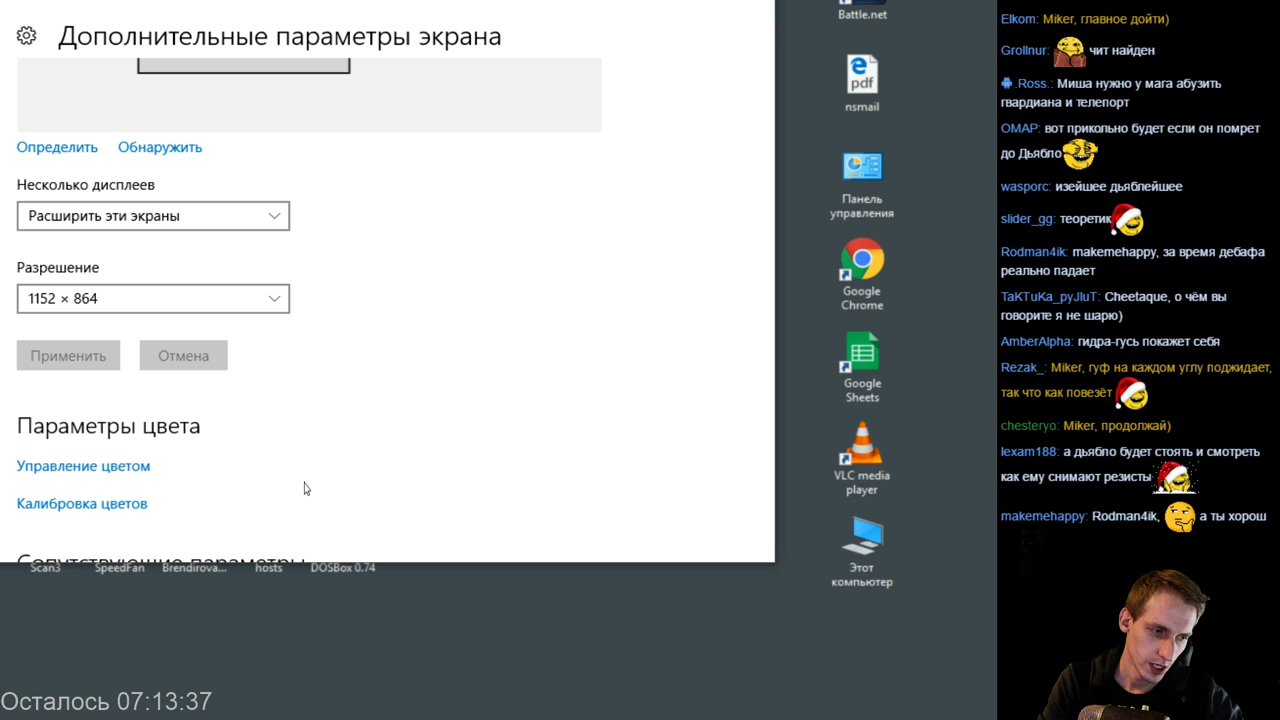 Дополнительные параметры экрана
Определить Обнаружить
Несколько дисплеев
Расширить эти экраны
Разрешение
1152 × 864
Применить Отмена
Параметры цвета
Управление цветом
Калибровка цветов
Сопутствующие параметры
Scan3 SpeedFan Brendirova... hosts DOSBox 0.74
Осталось 07:13:37
Battle.net
pdf
nsmail
Панель
управления
Google
Chrome
Google
Sheets
VLC media
player
Этот
компьютер
Elkom: Miker, главное дойти)
Grollnur: чит найден
.Ross.: Миша нужно у мага абузить
гвардиана и телепорт
OMAP: вот прикольно будет если он помрет
до Дьябло
wasporc: изейшее дьяблейшее
slider_gg: теоретик
Rodman4ik: makemehappy, за время дебафа
реально падает
TaKTuKa_pyJIuT: Cheetaque, о чём вы
говорите я не шарю)
AmberAlpha: гидра-гусь покажет себя
Rezak_: Miker, гуф на каждом углу поджидает,
так что как повезёт
chesteryo: Miker, продолжай)
lexam188: а дьябло будет стоять и смотреть
как ему снимают резисты
makemehappy: Rodman4ik, а ты хорош